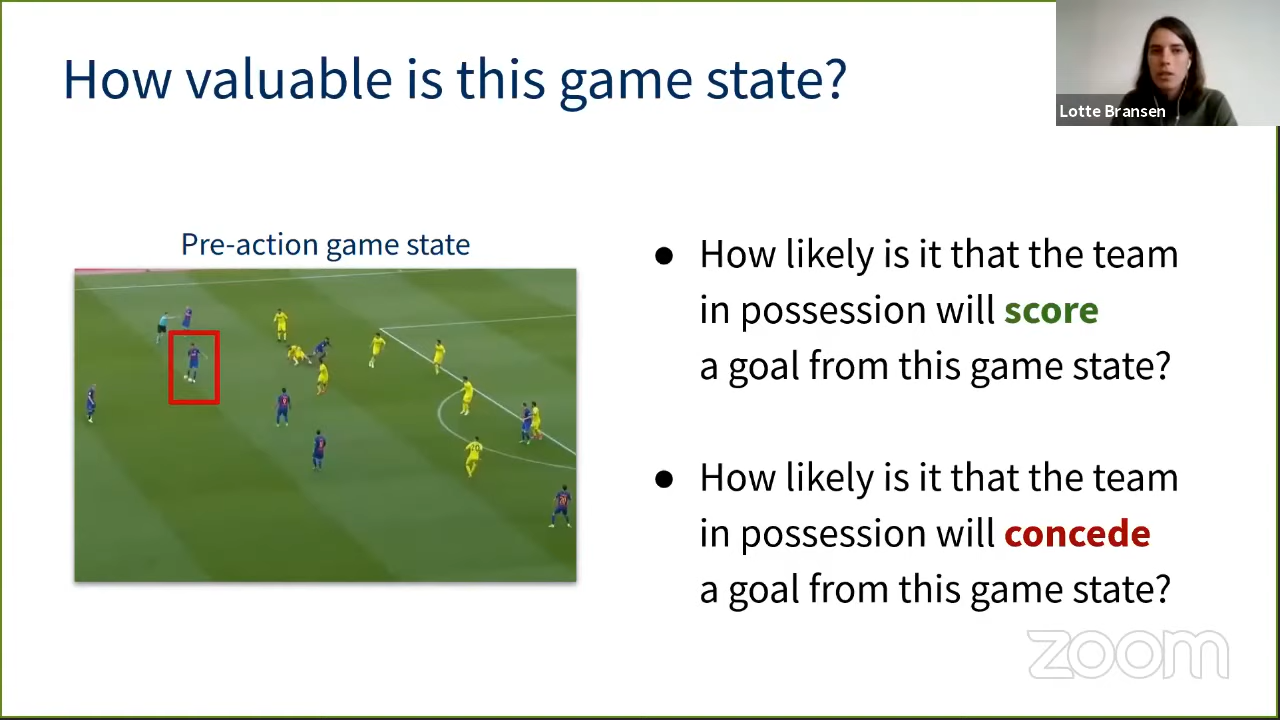 How valuable is this game state?
Lotte Bransen
Pre-action game state
● How likely is it that the team
in possession will score
a goal from this game state?
● How likely is it that the team
in possession will concede
a goal from this game state?
zoom